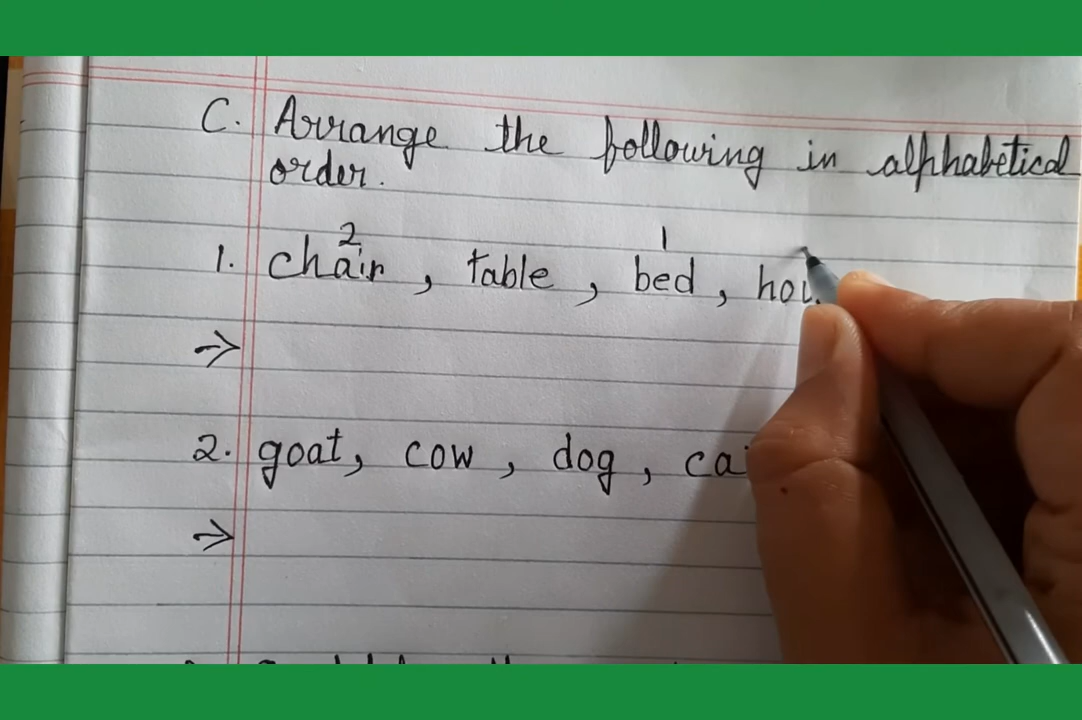 C. Arrange the following in alphabetical
order.
2 1
1. chair, table, bed,
⇒
2. goat, cow, dog,
⇒